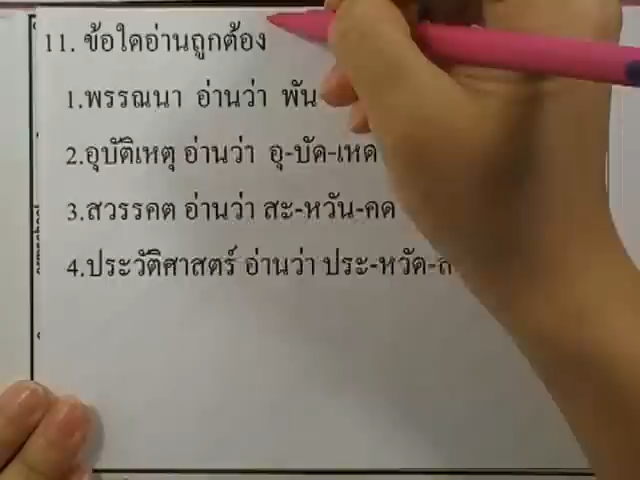 11. ข้อใดอ่านถูกต้อง
1.พรรณนา อ่านว่า พัน
2.อุบัติเหตุ อ่านว่า อุ-บัด-เหด
3.สวรรคต อ่านว่า สะ-หวัน-คด
4.ประวัติศาสตร์ อ่านว่า ประ-หวัด-ส